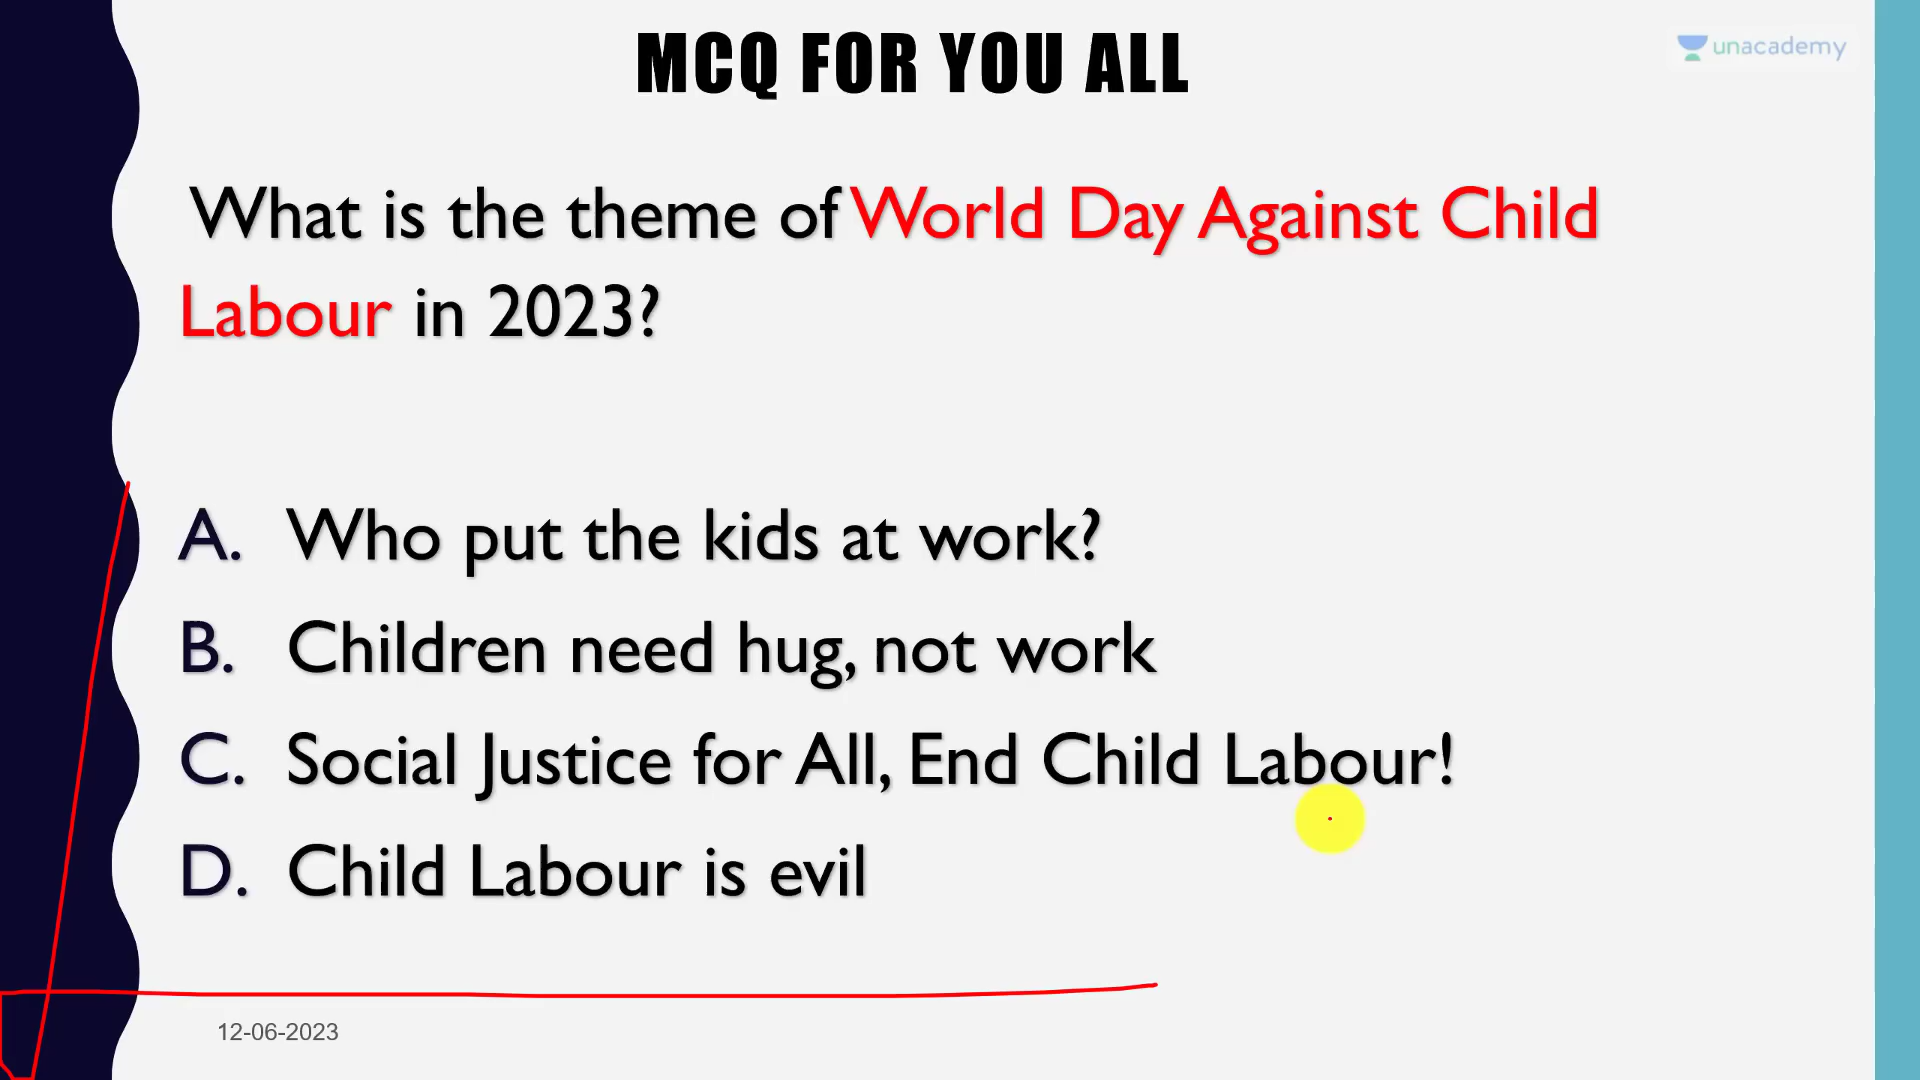 MCQ FOR YOU ALL
unacademy
What is the theme of World Day Against Child
Labour in 2023?
A. Who put the kids at work?
B. Children need hug, not work
C. Social Justice for All, End Child Labour!
D. Child Labour is evil
12-06-2023